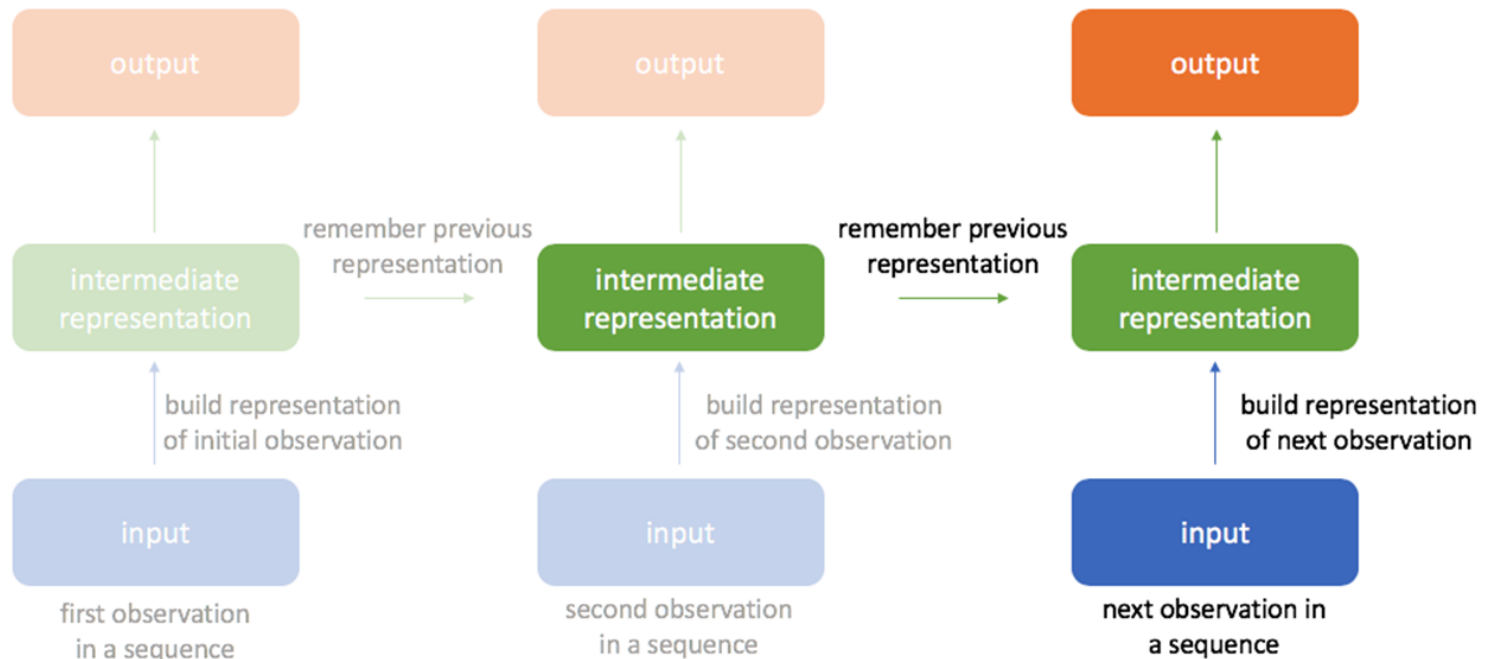 output
output
output
remember previous
representation
remember previous
representation
intermediate
representation
intermediate
representation
intermediate
representation
build representation
of initial observation
build representation
of second observation
build representation
of next observation
input
input
input
first observation
in a sequence
second observation
in a sequence
next observation in
a sequence